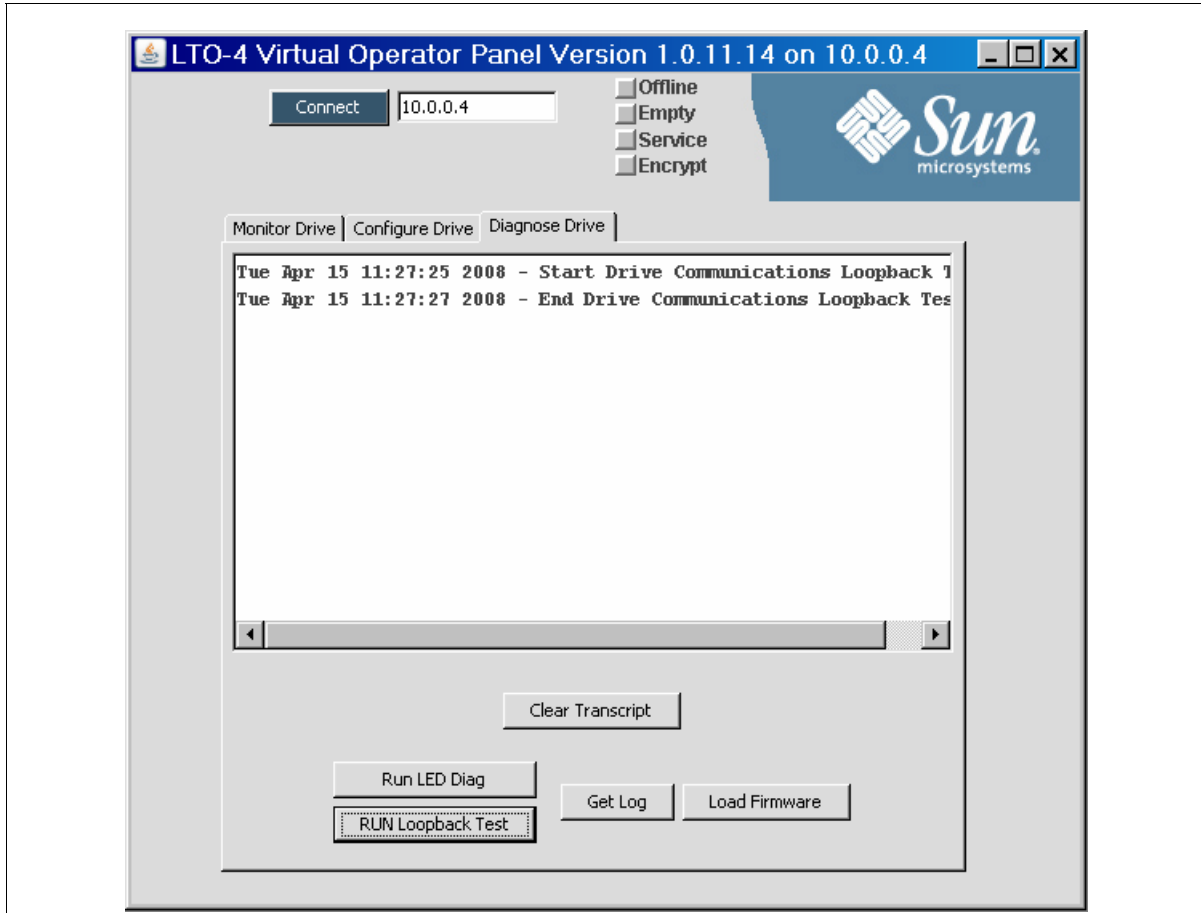 LTO-4 Virtual Operator Panel Version 1.0.11.14 on 10.0.0.4
Connect
10.0.0.4
Offline
Empty
Service
Encrypt
Sun
microsystems
Monitor Drive
Configure Drive
Diagnose Drive
Tue Apr 15 11:27:25 2008 - Start Drive Communications Loopback
Tue Apr 15 11:27:27 2008 - End Drive Communications Loopback Tes
Clear Transcript
Run LED Diag
Get Log
Load Firmware
RUN Loopback Test